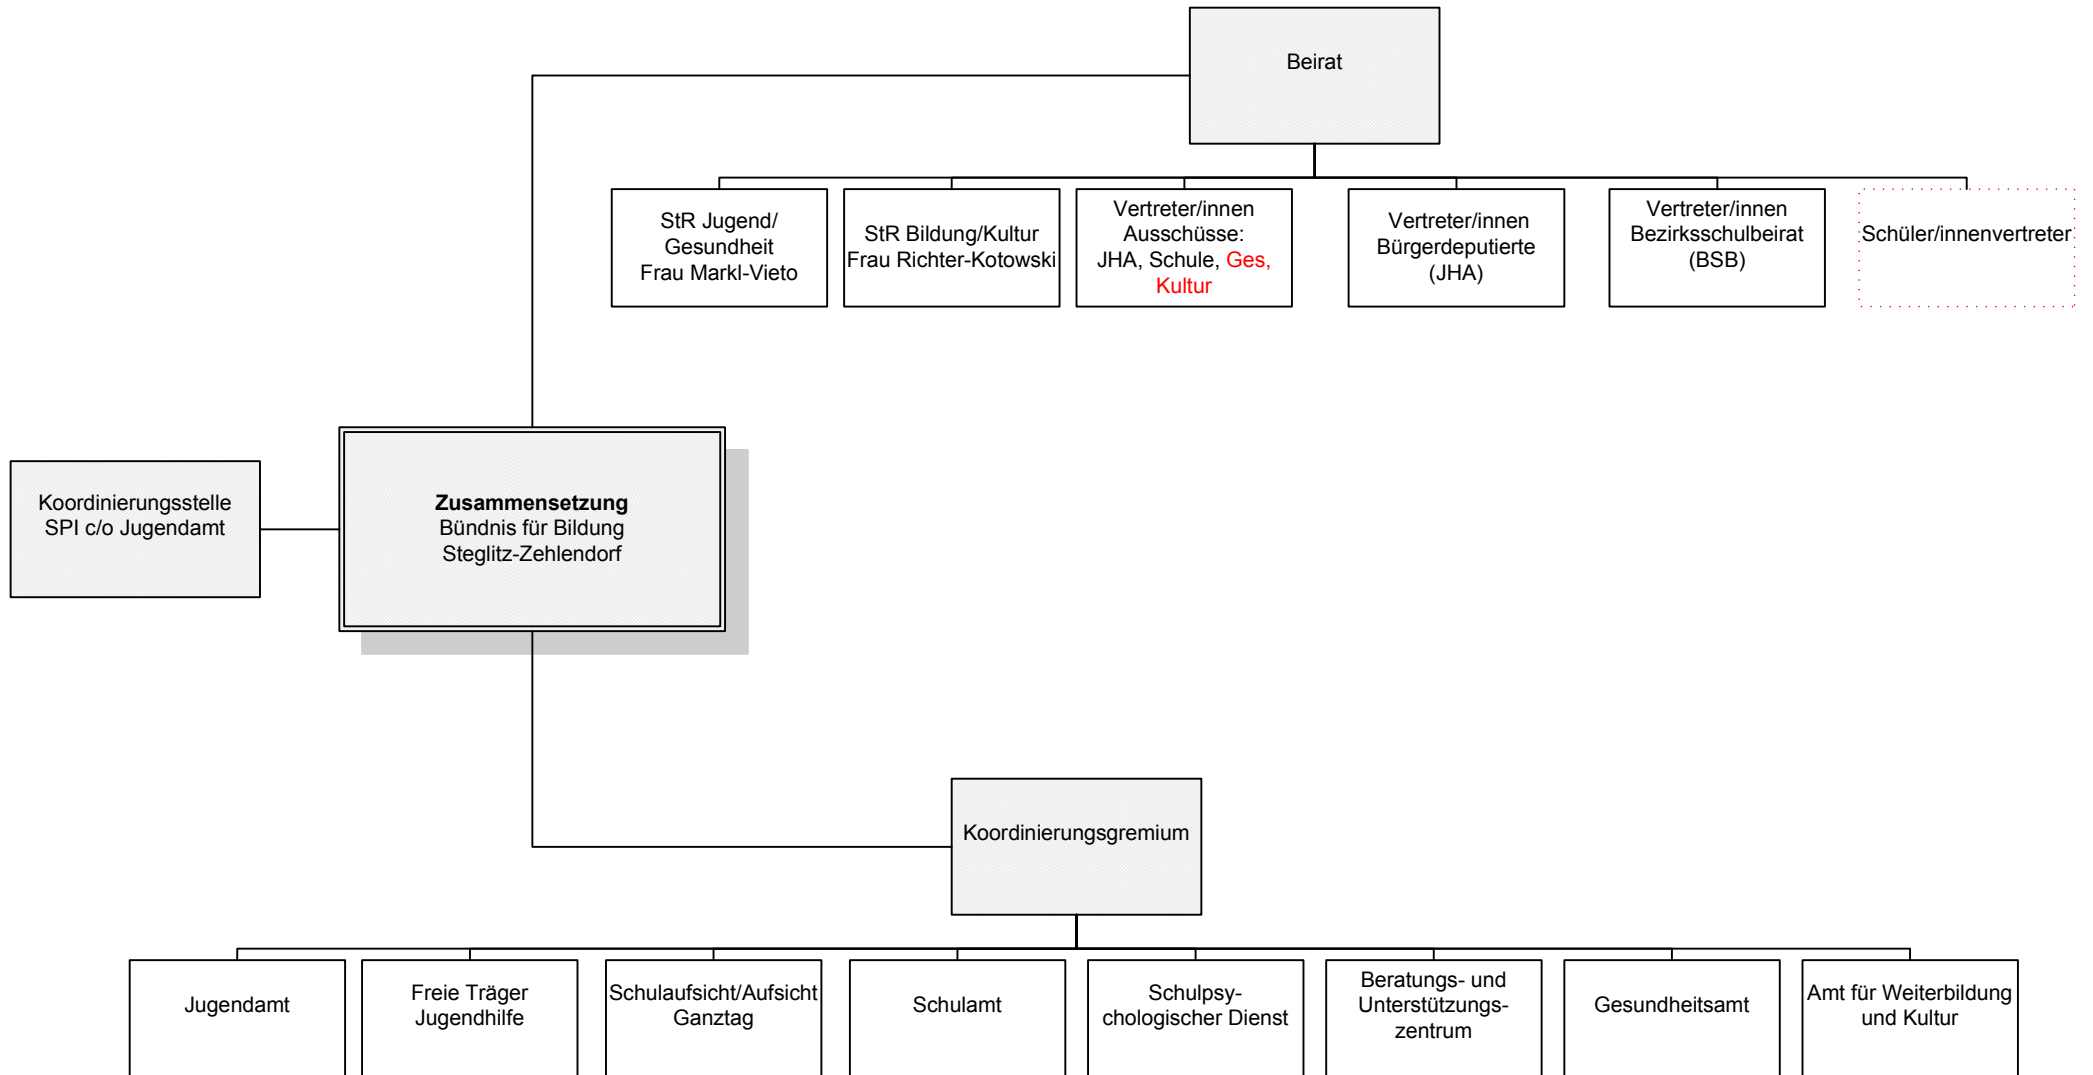 Beirat
StR Jugend/
Gesundheit
Frau Markl-Vieto
StR Bildung/Kultur
Frau Richter-Kotowski
Vertreter/innen
Ausschüsse:
JHA, Schule, Ges,
Kultur
Vertreter/innen
Bürgerdeputierte
(JHA)
Vertreter/innen
Bezirksschulbeirat
(BSB)
Schüler/innenvertreter
Koordinierungsstelle
SPI c/o Jugendamt
Zusammensetzung
Bündnis für Bildung
Steglitz-Zehlendorf
Koordinierungsgremium
Jugendamt
Freie Träger
Jugendhilfe
Schulaufsicht/Aufsicht
Ganztag
Schulamt
Schulpsy-
chologischer Dienst
Beratungs- und
Unterstützungs-
zentrum
Gesundheitsamt
Amt für Weiterbildung
und Kultur